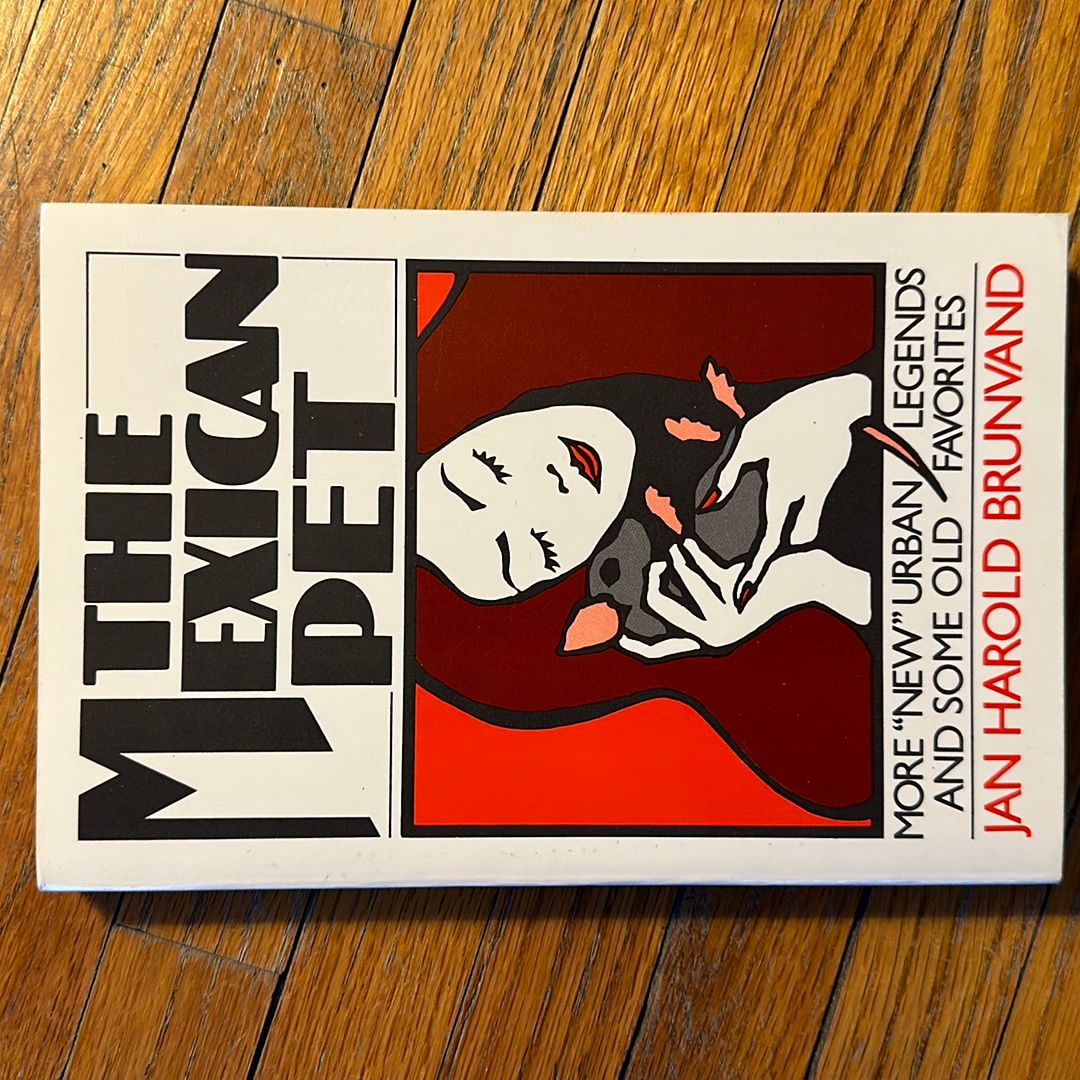 THE
MEXICAN
PET
MORE “NEW” URBAN LEGENDS
AND SOME OLD FAVORITES
JAN HAROLD BRUNVAND